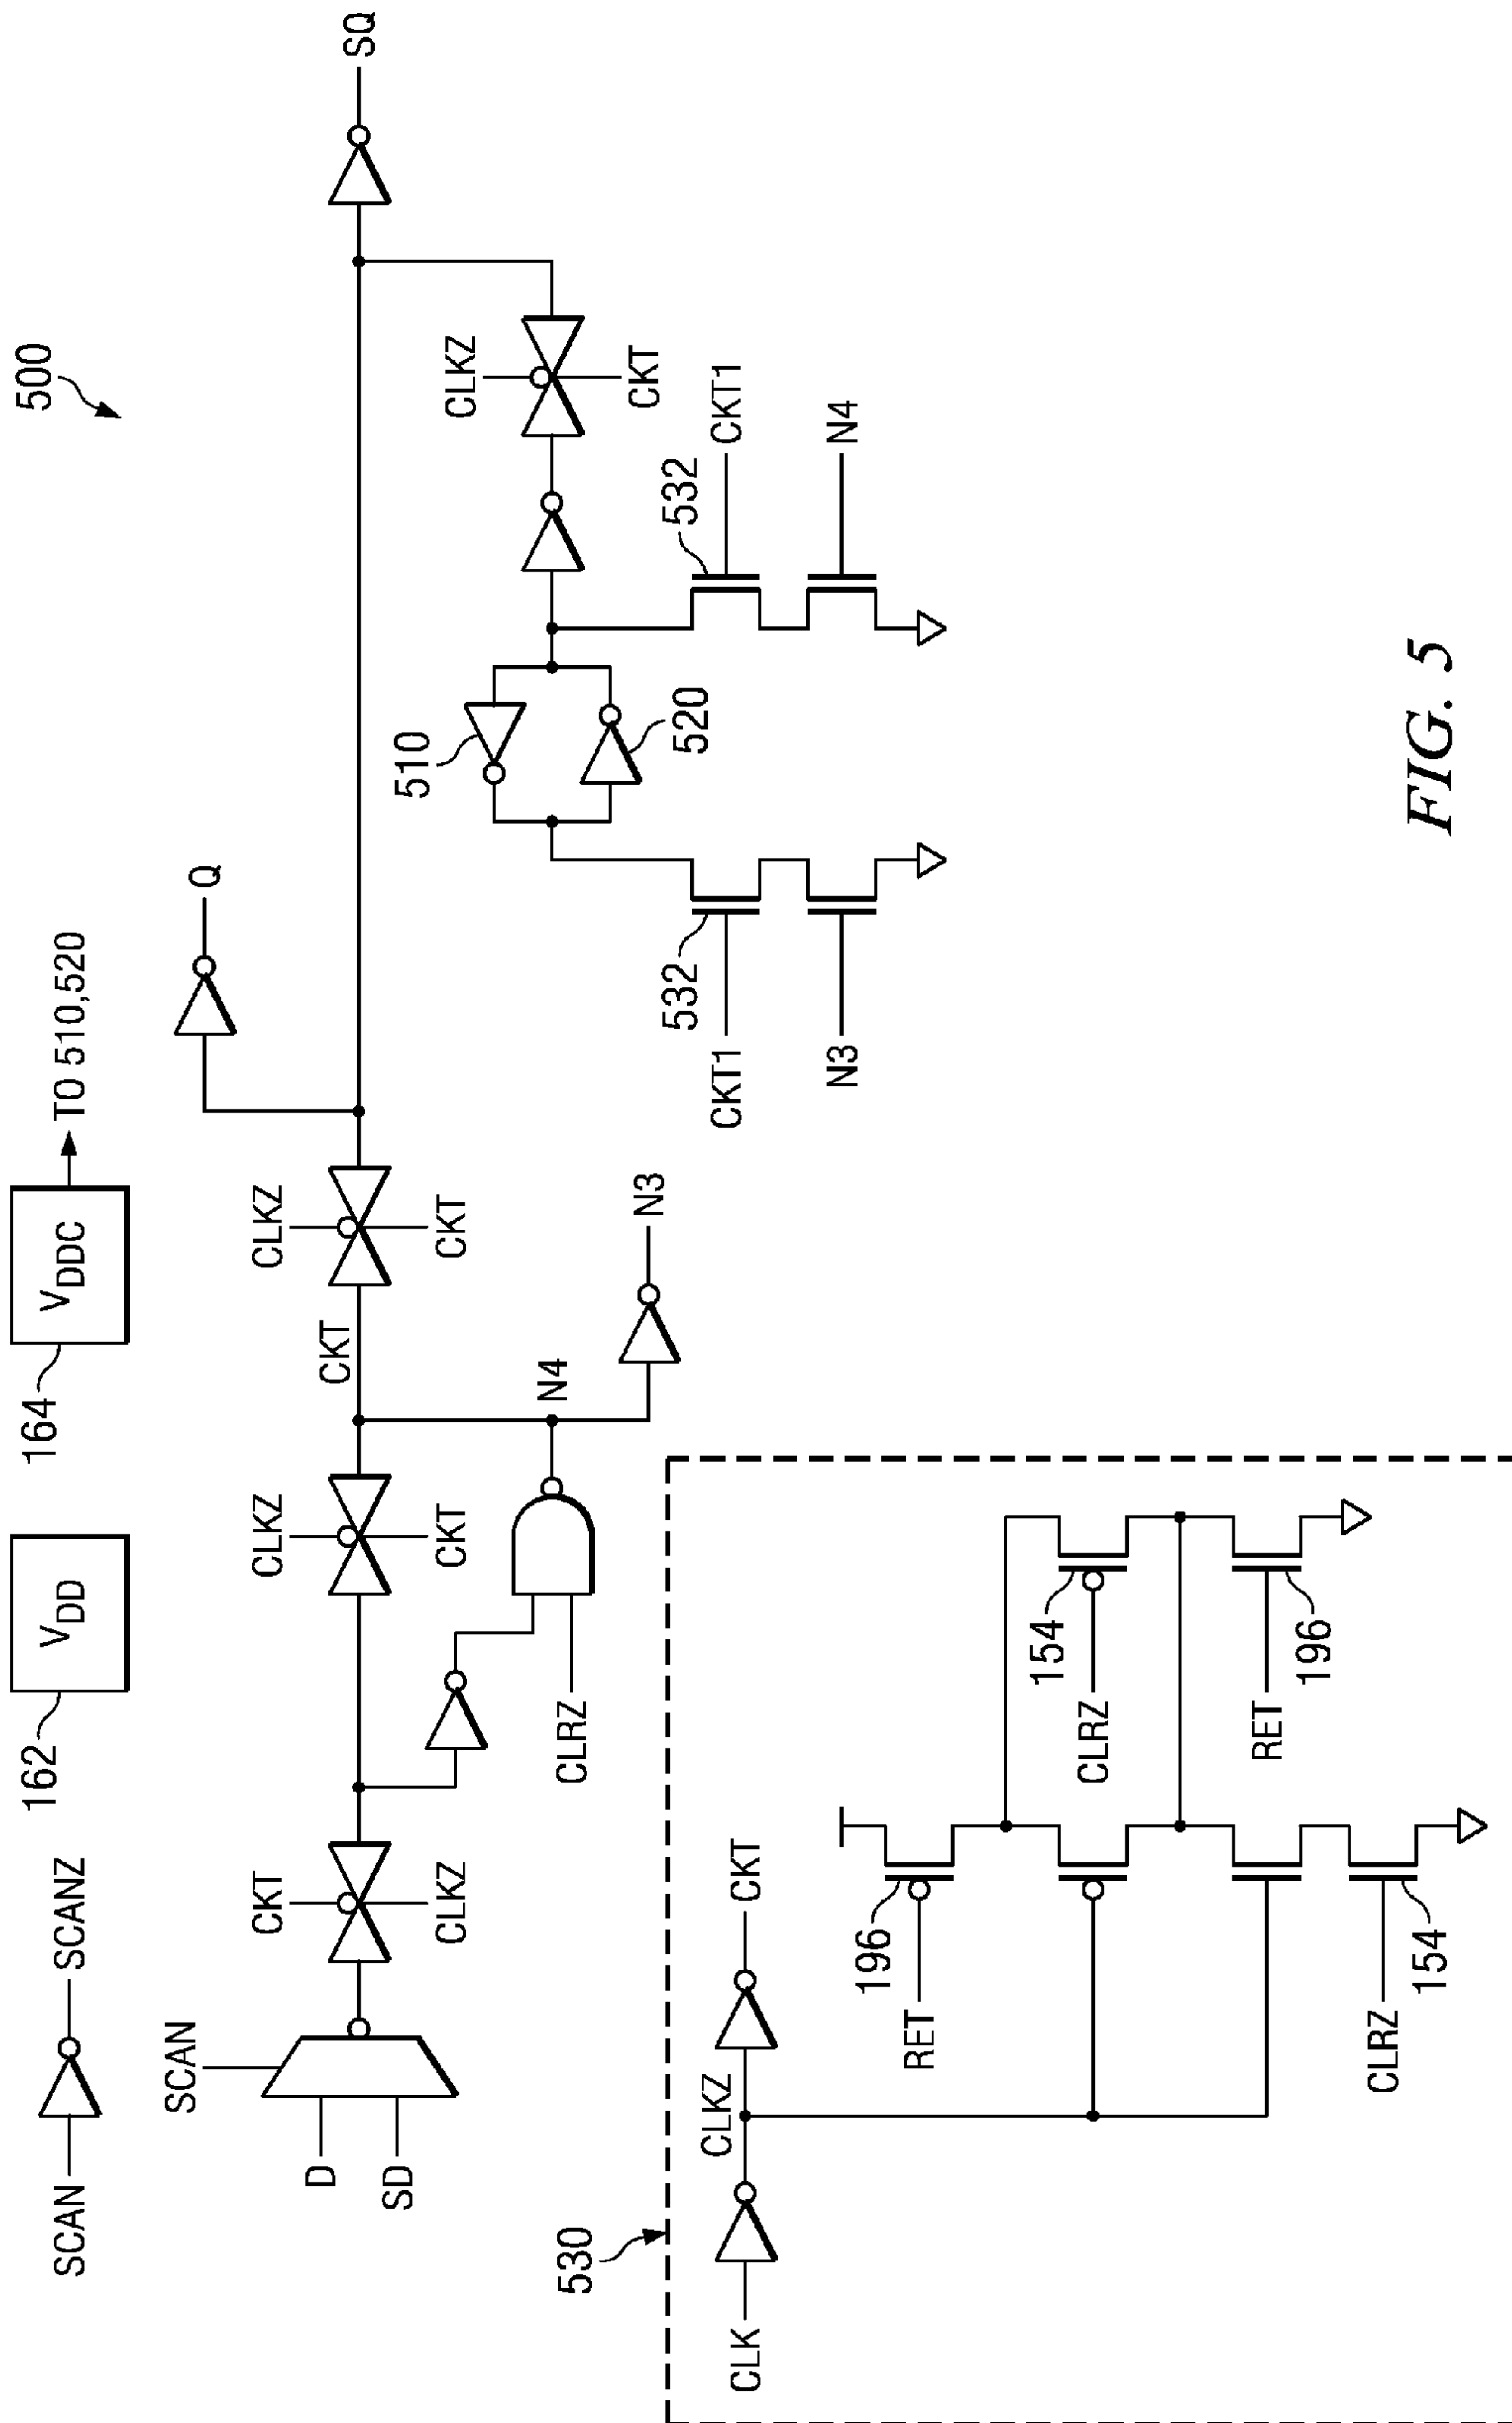 500
162
V_DD
164
V_DDC
TO 510,520
SCAN
SCANZ
Q
SQ
SCAN
D
SD
CKT
CLKZ
CLKZ
CKT
CKT
CLKZ
CKT
CLRZ
N4
N3
510
520
CLKZ
CKT
532
CKT1
N3
532
CKT1
N4
530
CLK
CLKZ
CKT
196
RET
154
CLRZ
CLRZ
154
RET
196
FIG. 5